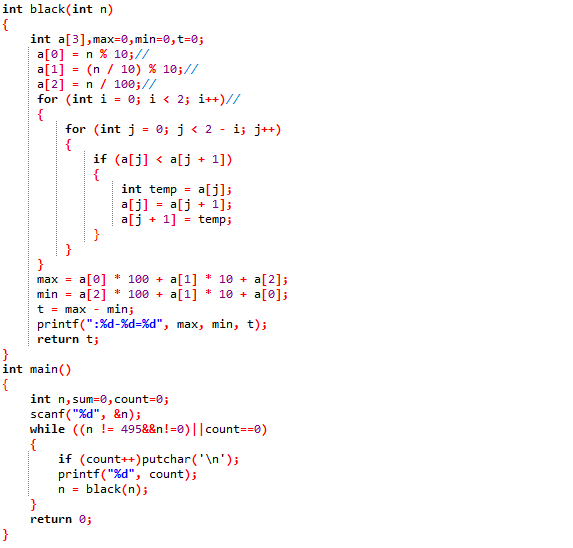 int black(int n)
{
    int a[3],max=0,min=0,t=0;
     a[0] = n % 10;//
     a[1] = (n / 10) % 10;//
     a[2] = n / 100;//
     for (int i = 0; i < 2; i++)//
     {
         for (int j = 0; j < 2 - i; j++)
         {
             if (a[j] < a[j + 1])
             {
                 int temp = a[j];
                 a[j] = a[j + 1];
                 a[j + 1] = temp;
             }
         }
     }
     max = a[0] * 100 + a[1] * 10 + a[2];
     min = a[2] * 100 + a[1] * 10 + a[0];
     t = max - min;
     printf(":%d-%d=%d", max, min, t);
     return t;
}
int main()
{
    int n,sum=0,count=0;
    scanf("%d", &n);
    while ((n != 495&&n!=0)||count==0)
    {
        if (count++)putchar('\n');
        printf("%d", count);
        n = black(n);
    }
    return 0;
}